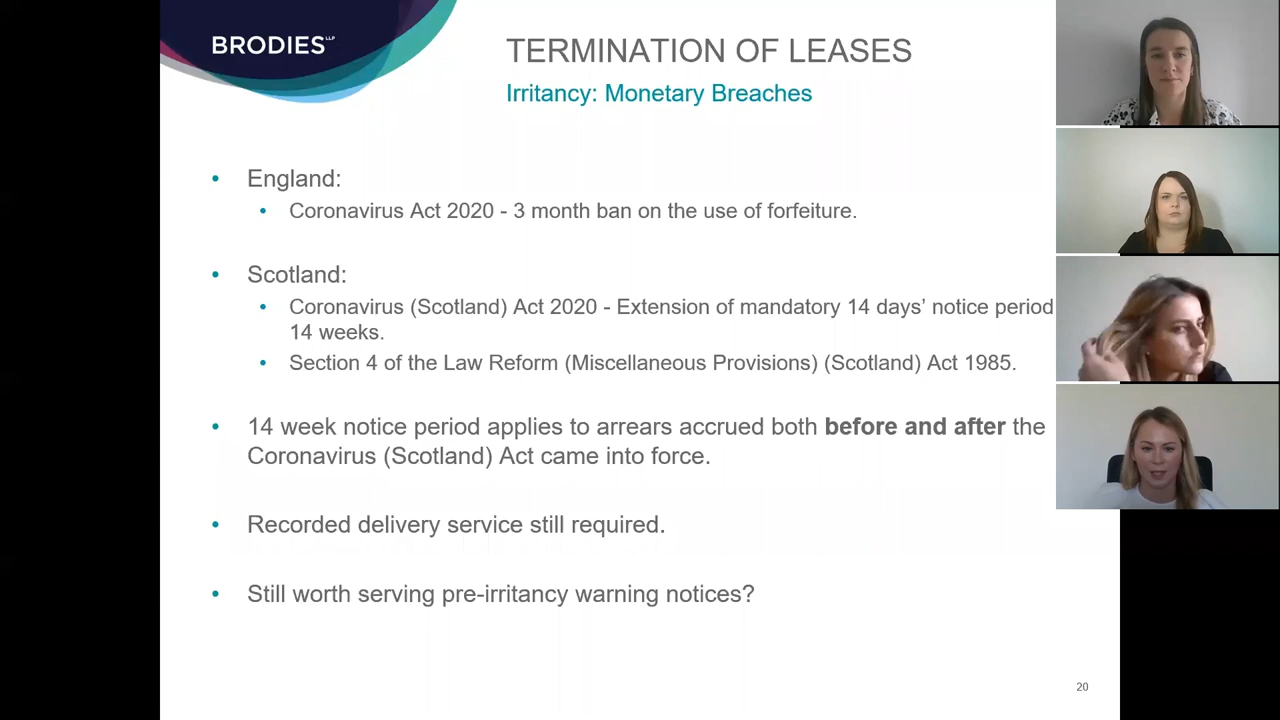 BRODIES LLP
TERMINATION OF LEASES
Irritancy: Monetary Breaches
• England:
• Coronavirus Act 2020 - 3 month ban on the use of forfeiture.
• Scotland:
• Coronavirus (Scotland) Act 2020 - Extension of mandatory 14 days’ notice period
14 weeks.
• Section 4 of the Law Reform (Miscellaneous Provisions) (Scotland) Act 1985.
• 14 week notice period applies to arrears accrued both before and after the
Coronavirus (Scotland) Act came into force.
• Recorded delivery service still required.
• Still worth serving pre-irritancy warning notices?
20